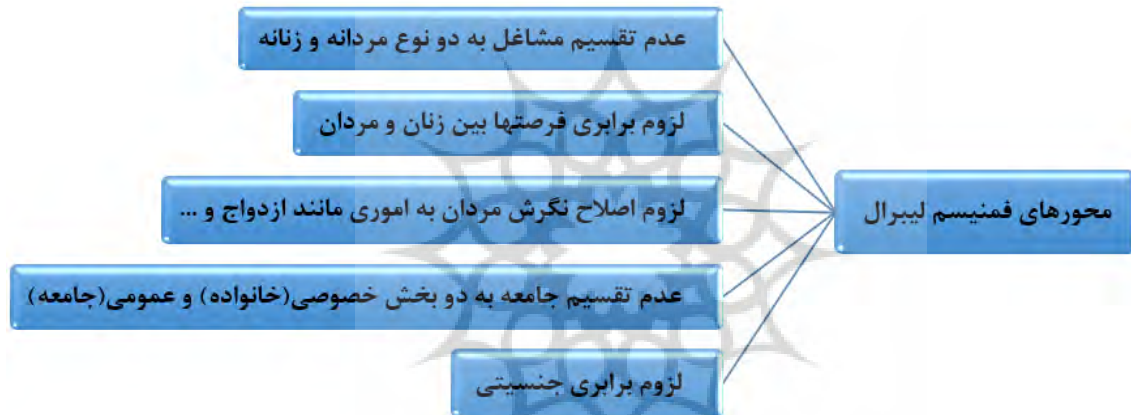 محورهای فمنیسم لیبرال
عدم تقسیم مشاغل به دو نوع مردانه و زنانه
لزوم برابری فرصتها بین زنان و مردان
لزوم اصلاح نگرش مردان به اموری مانند ازدواج و ...
عدم تقسیم جامعه به دو بخش خصوصی(خانواده) و عمومی(جامعه)
لزوم برابری جنسیتی